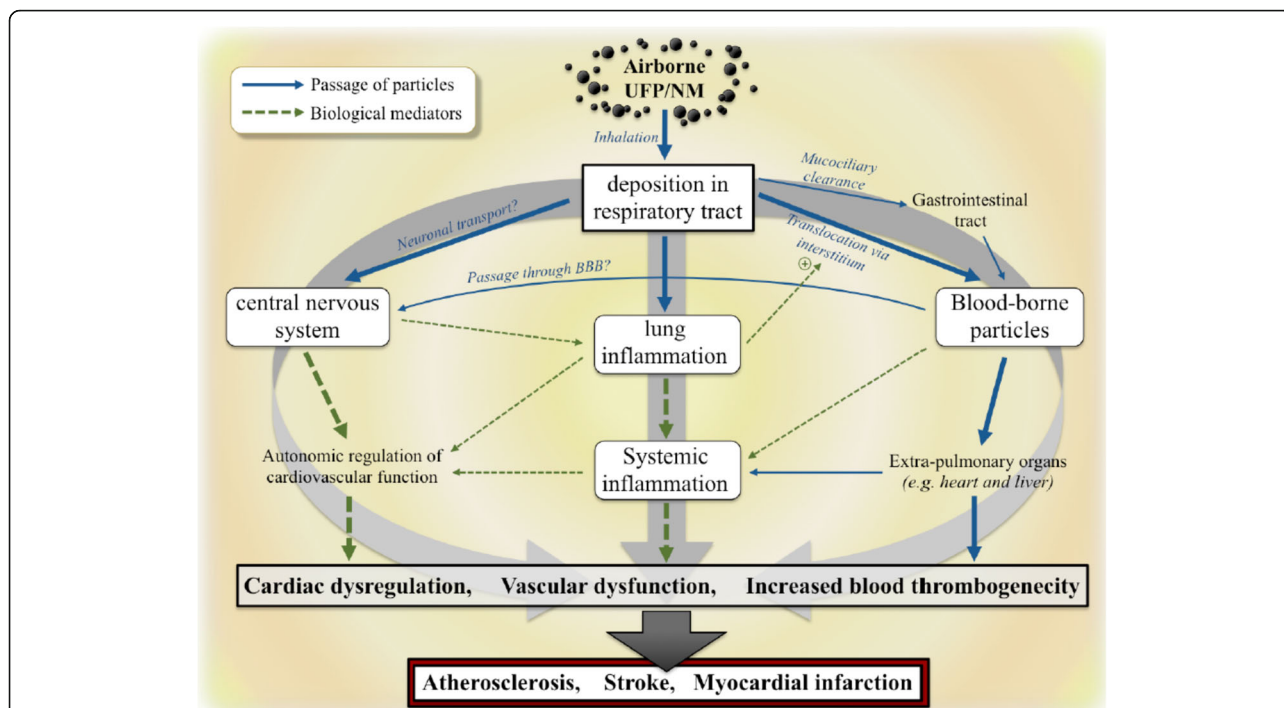 Passage of particles
Biological mediators
Airborne
UFP/NM
Inhalation
deposition in
respiratory tract
Mucociliary
clearance
Gastrointestinal
tract
Neuronal transport?
Translocation via
interstitium
+
Passage through BBB?
central nervous
system
lung
inflammation
Blood-borne
particles
Autonomic regulation of
cardiovascular function
Systemic
inflammation
Extra-pulmonary organs
(e.g. heart and liver)
Cardiac dysregulation, Vascular dysfunction, Increased blood thrombogenecity
Atherosclerosis, Stroke, Myocardial infarction